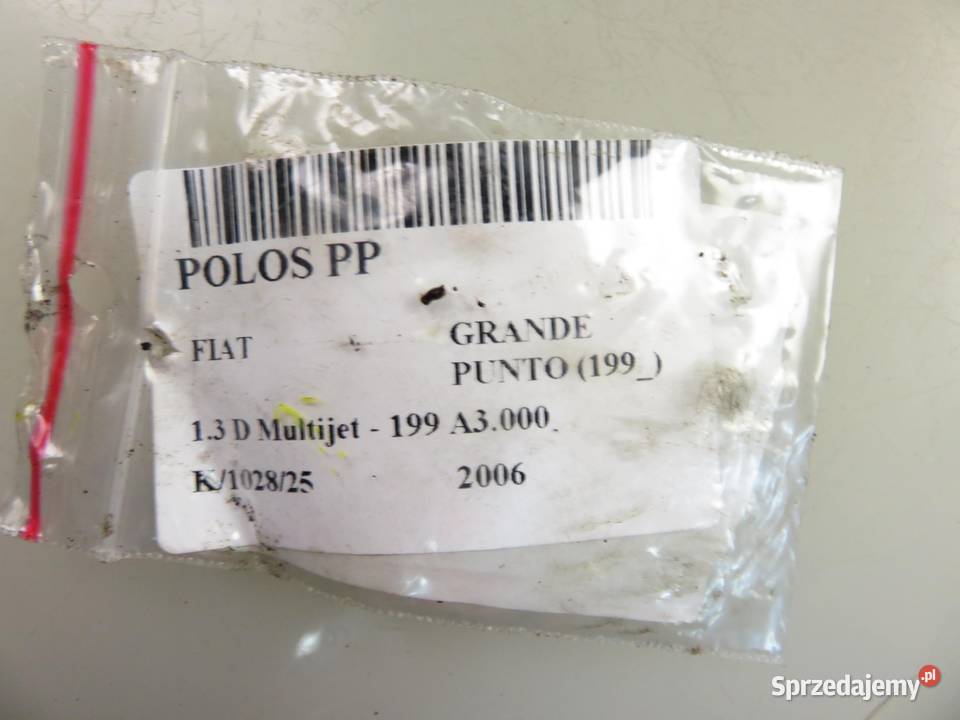 POLOS PP
FIAT
GRANDE
PUNTO (199_)
1.3 D Multijet - 199 A3.000
K/1028/25
2006
Sprzedajemy.pl